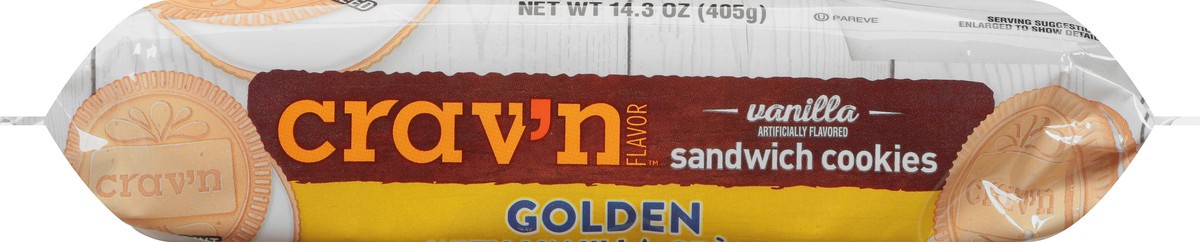 NET WT 14.3 OZ (405g)
U PAREVE
SERVING SUGGESTION
ENLARGED TO SHOW DETAIL
crav'n
FLAVOR
TM
vanilla
ARTIFICIALLY FLAVORED
sandwich cookies
crav'n
crav'n
GOLDEN